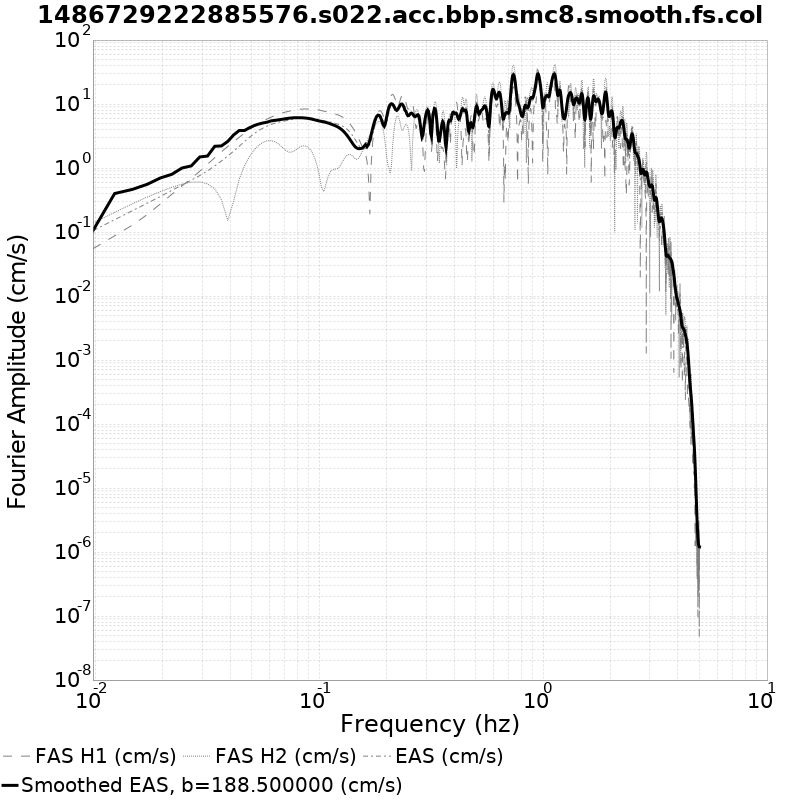 1486729222885576.s022.acc.bbp.smc8.smooth.fs.col
10^2
10^1
10^0
10^-1
10^-2
10^-3
10^-4
10^-5
10^-6
10^-7
10^-8
Fourier Amplitude (cm/s)
10^-2 10^-1 10^0 10^1
Frequency (hz)
FAS H1 (cm/s) FAS H2 (cm/s) EAS (cm/s)
Smoothed EAS, b=188.500000 (cm/s)